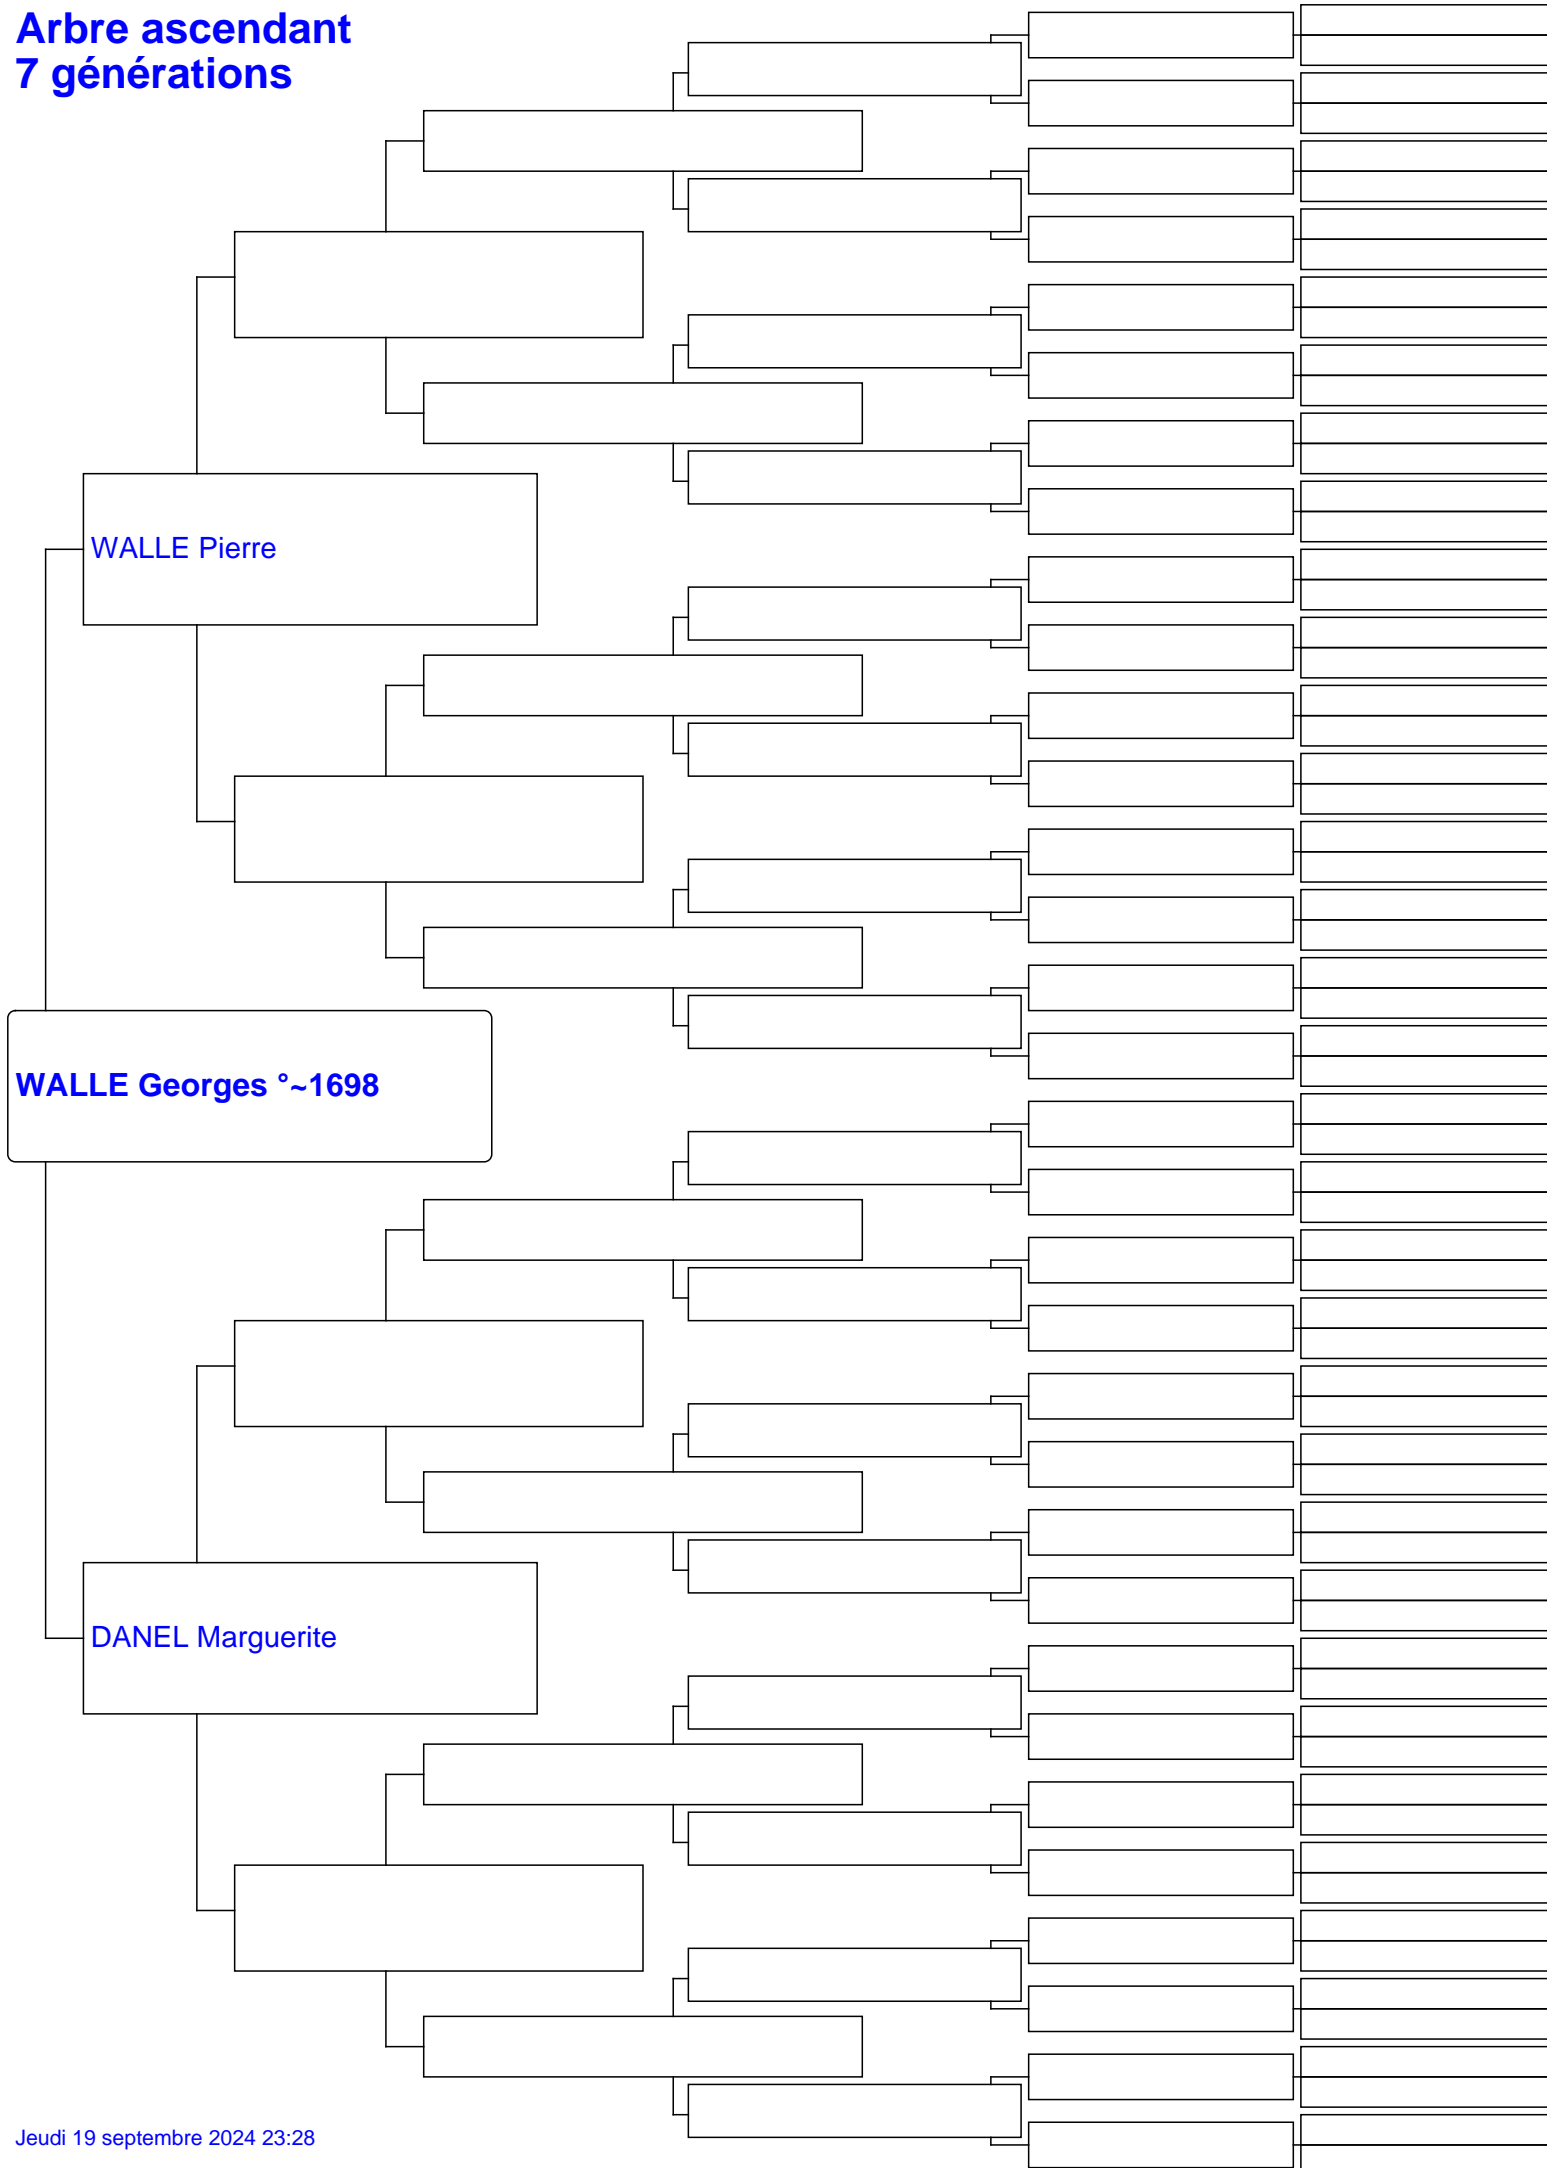 Arbre ascendant
7 générations
WALLE Pierre
WALLE Georges °~1698
DANEL Marguerite
Jeudi 19 septembre 2024 23:28